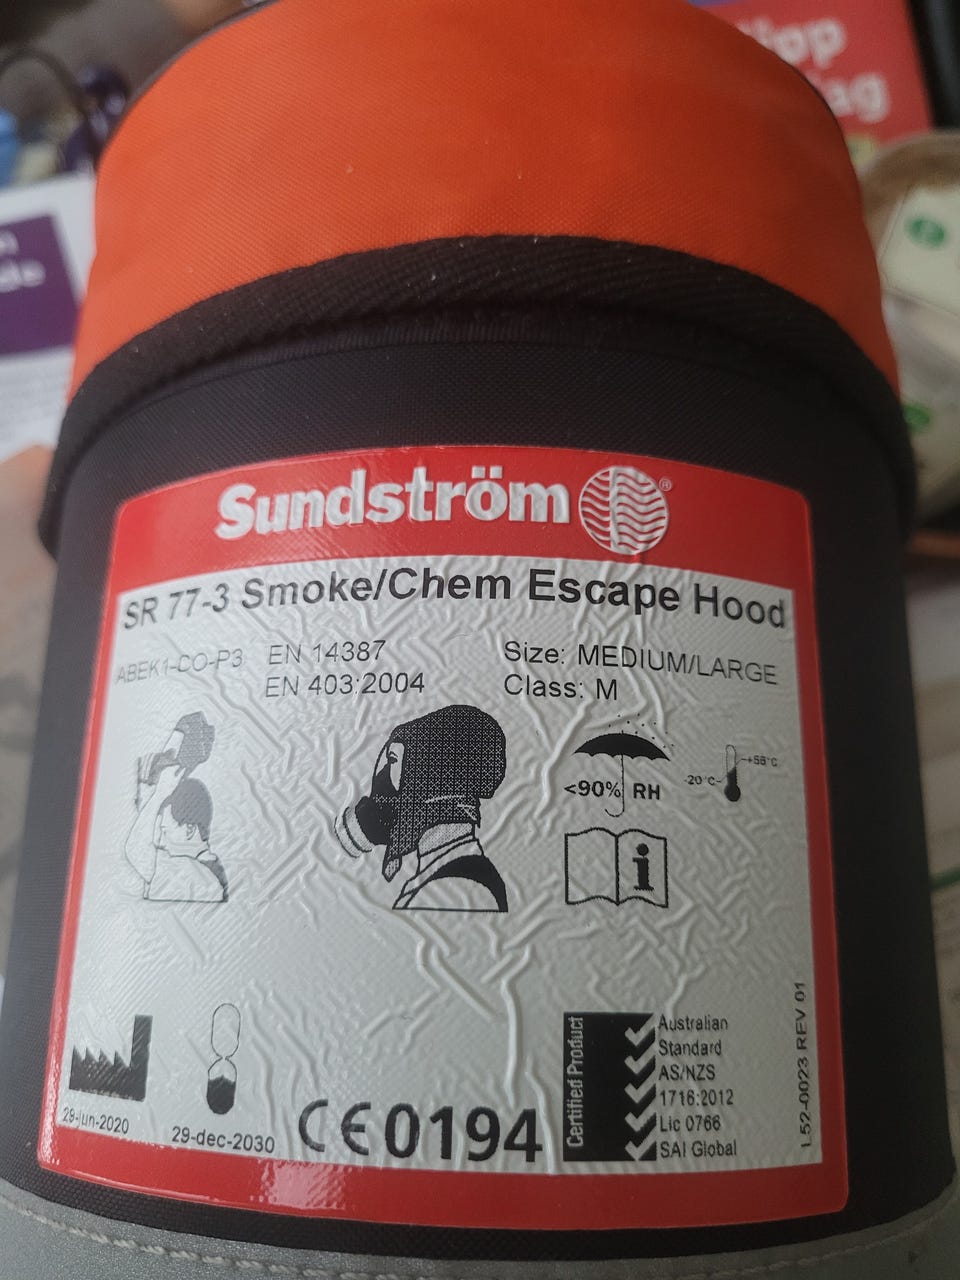 Sundström®
SR 77-3 Smoke/Chem Escape Hood
ABEK1-CO-P3 EN 14387 Size: MEDIUM/LARGE
EN 403:2004 Class: M
<90% RH -20°C +55°C
i
29-jun-2020
29-dec-2030
CE 0194
Certified Product
Australian
Standard
AS/NZS
1716:2012
Lic 0766
SAI Global
L52-0023 REV 01